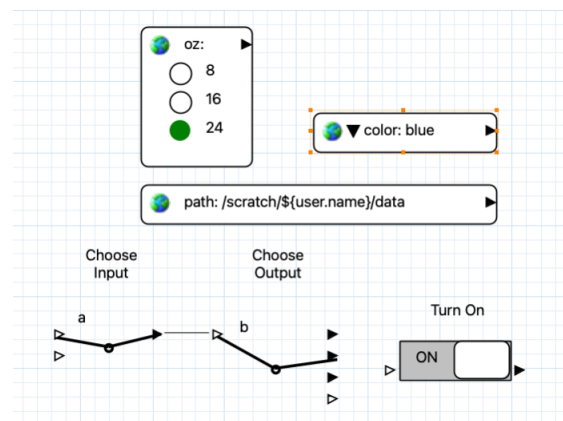 oz:
8
16
24
color: blue
path: /scratch/${user.name}/data
Choose
Input
Choose
Output
a
b
Turn On
ON